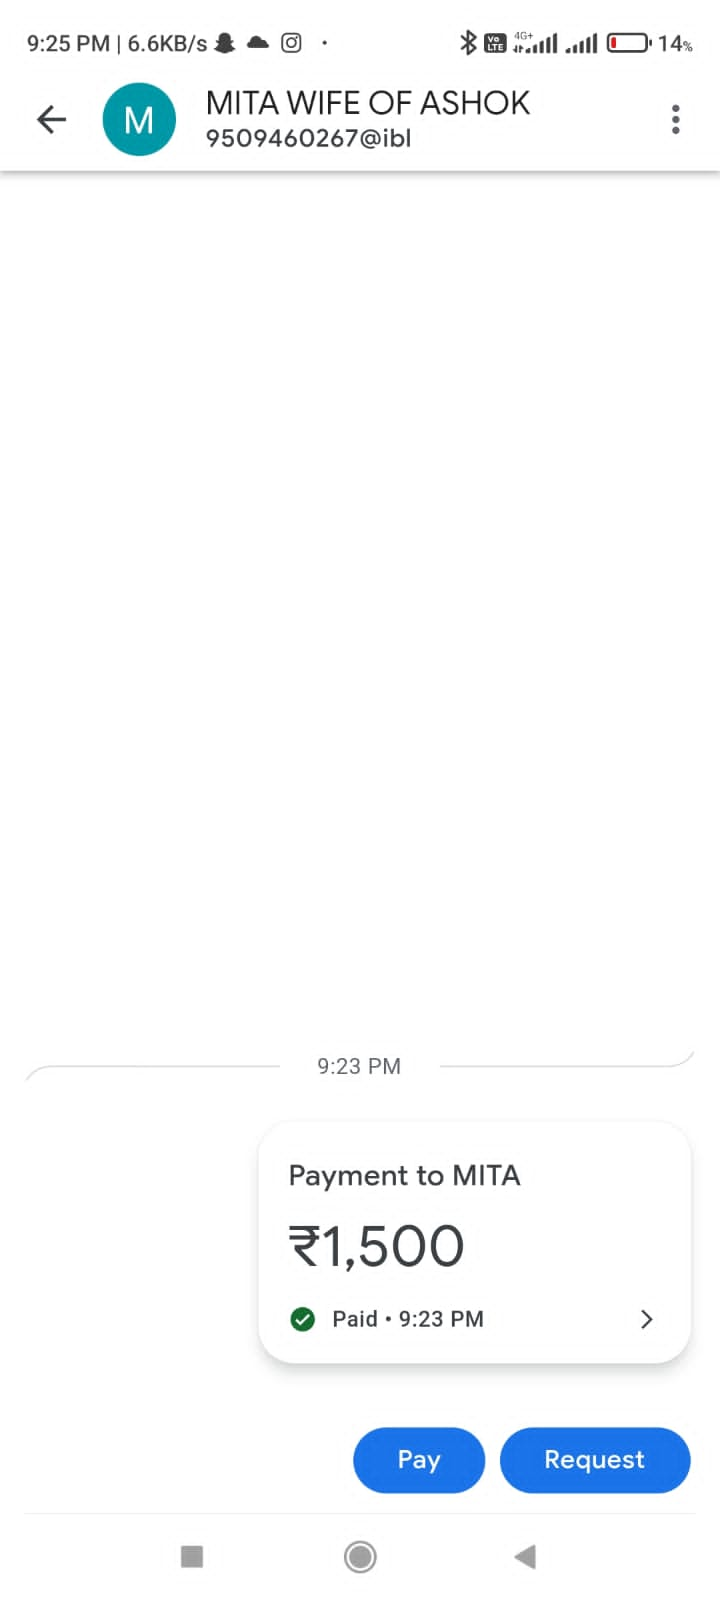 9:25 PM | 6.6KB/s 4G+ Vo LTE 14%
MITA WIFE OF ASHOK
9509460267@ibl
M
9:23 PM
Payment to MITA
₹1,500
Paid • 9:23 PM
Pay Request